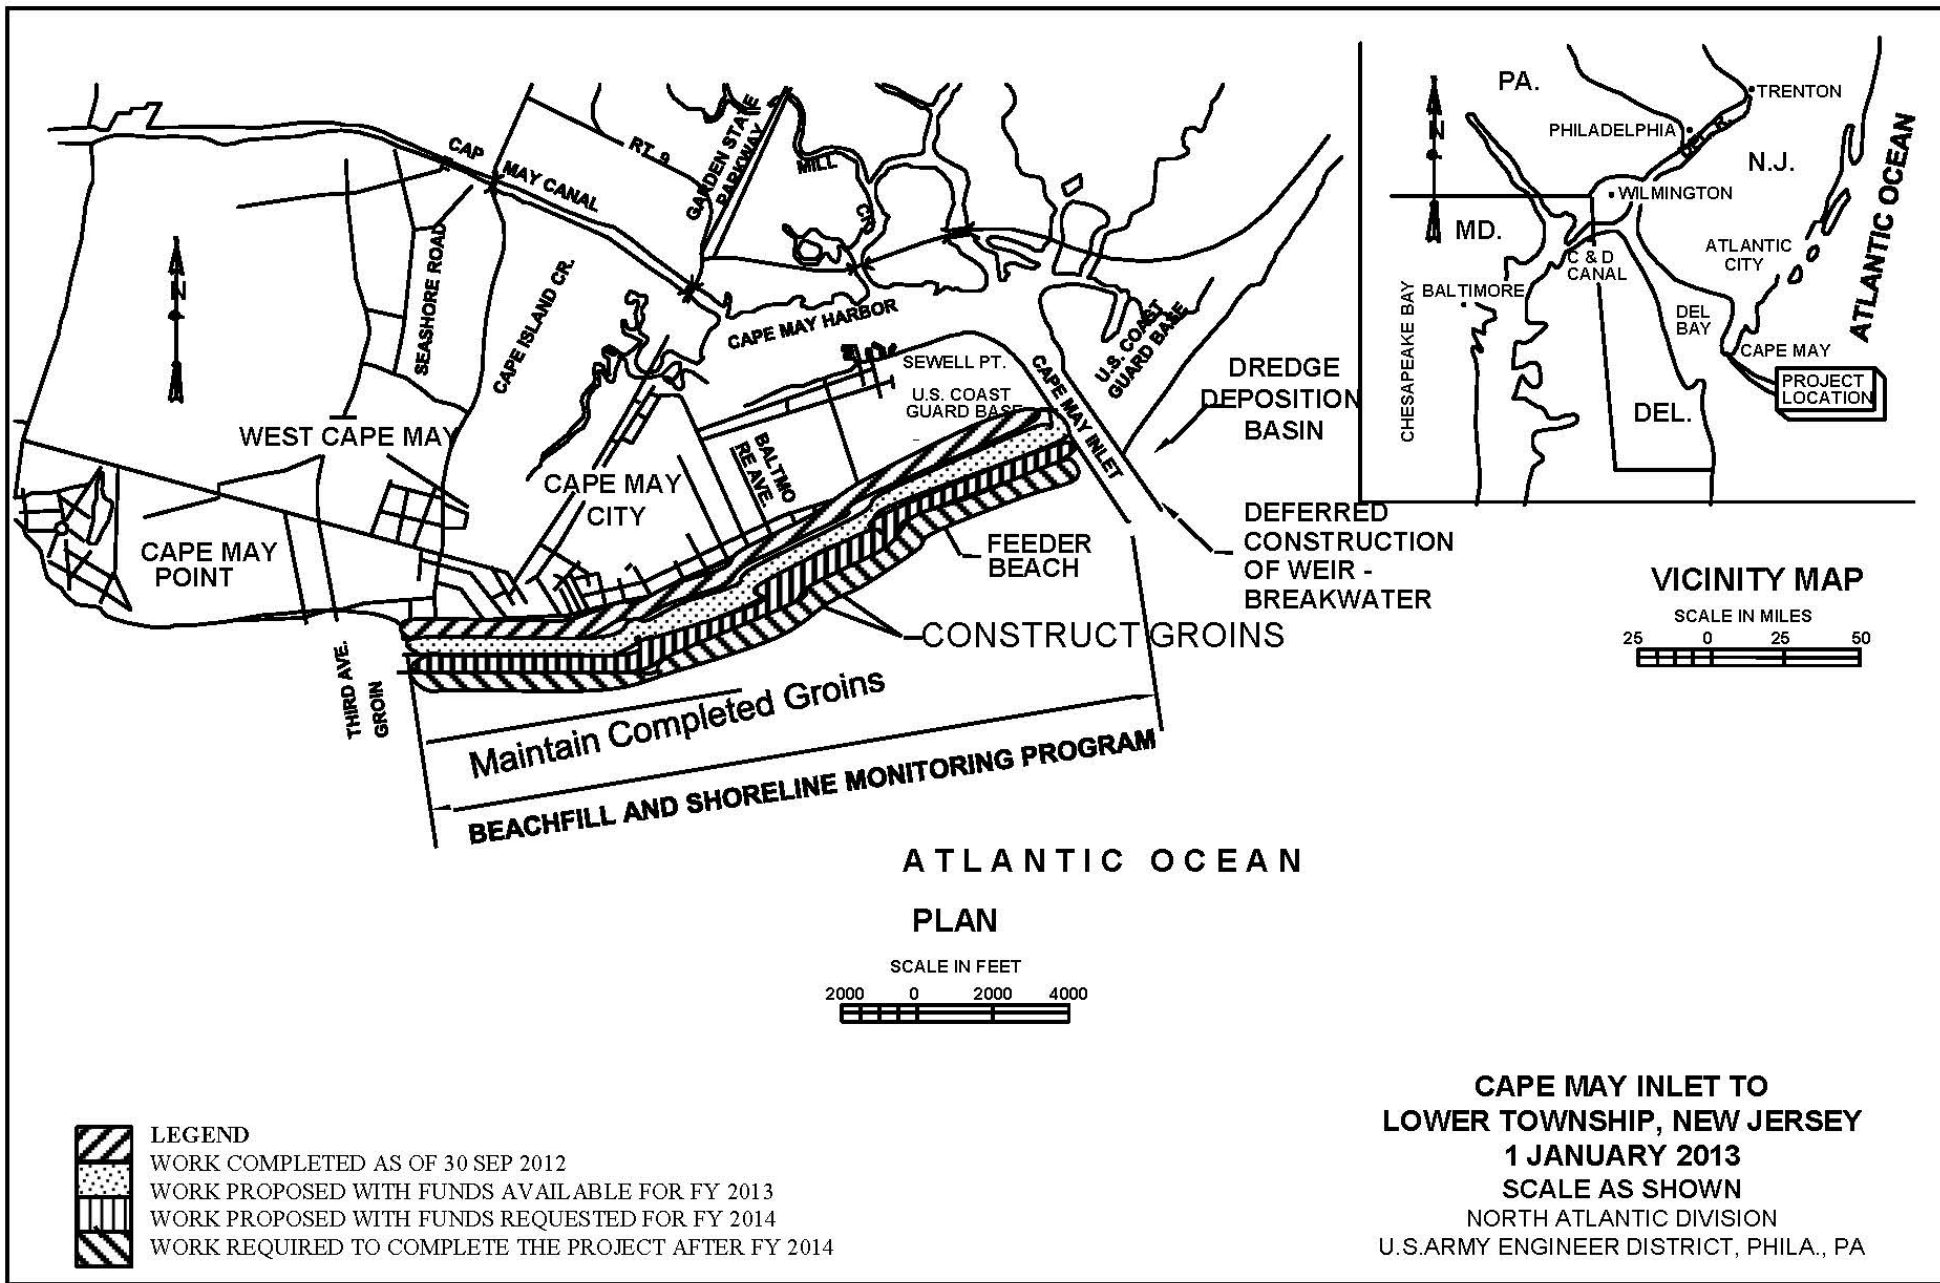 CAP MAY CANAL
RT. 9
GARDEN STATE
PARKWAY
MILL
CR.
SEASHORE ROAD
CAPE ISLAND CR.
CAPE MAY HARBOR
SEWELL PT.
U.S. COAST
GUARD BASE
CAPE MAY INLET
U.S. COAST
GUARD BASE
DREDGE
DEPOSITION
BASIN
WEST CAPE MAY
CAPE MAY
CITY
BALTMO
RE AVE.
CAPE MAY
POINT
FEEDER
BEACH
DEFERRED
CONSTRUCTION
OF WEIR -
BREAKWATER
CONSTRUCT GROINS
THIRD AVE.
GROIN
Maintain Completed Groins
BEACHFILL AND SHORELINE MONITORING PROGRAM
ATLANTIC OCEAN
PLAN
SCALE IN FEET
2000 0 2000 4000
N
PA.
TRENTON
PHILADELPHIA
DEL. R.
N.J.
N
WILMINGTON
MD.
C & D
CANAL
ATLANTIC
CITY
ATLANTIC OCEAN
BALTIMORE
DEL
BAY
CAPE MAY
CHESAPEAKE BAY
PROJECT
LOCATION
DEL.
VICINITY MAP
SCALE IN MILES
25 0 25 50
LEGEND
WORK COMPLETED AS OF 30 SEP 2012
WORK PROPOSED WITH FUNDS AVAILABLE FOR FY 2013
WORK PROPOSED WITH FUNDS REQUESTED FOR FY 2014
WORK REQUIRED TO COMPLETE THE PROJECT AFTER FY 2014
CAPE MAY INLET TO
LOWER TOWNSHIP, NEW JERSEY
1 JANUARY 2013
SCALE AS SHOWN
NORTH ATLANTIC DIVISION
U.S.ARMY ENGINEER DISTRICT, PHILA., PA